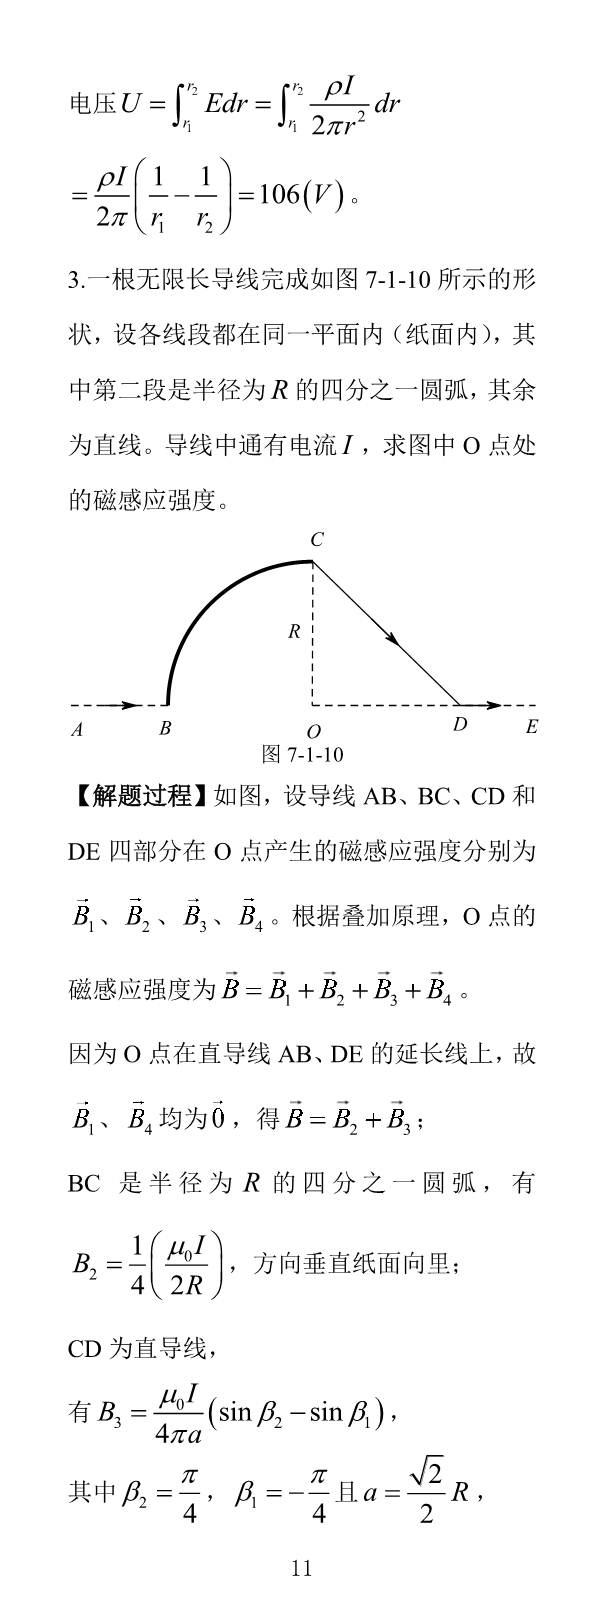 电压 $U=\int_{r_1}^{r_2}Edr=\int_{r_1}^{r_2}\frac{\rho I}{2\pi r^2}dr$
$=\frac{\rho I}{2\pi}\left(\frac{1}{r_1}-\frac{1}{r_2}\right)=106(V)$。
3.一根无限长导线完成如图 7-1-10 所示的形
状，设各线段都在同一平面内（纸面内），其
中第二段是半径为 $R$ 的四分之一圆弧，其余
为直线。导线中通有电流 $I$ ，求图中 O 点处
的磁感应强度。
C
R
A B O D E
图 7-1-10
【解题过程】如图，设导线 AB、BC、CD 和
DE 四部分在 O 点产生的磁感应强度分别为
$\vec{B}_1$、$\vec{B}_2$、$\vec{B}_3$、$\vec{B}_4$。根据叠加原理，O 点的
磁感应强度为 $\vec{B}=\vec{B}_1+\vec{B}_2+\vec{B}_3+\vec{B}_4$。
因为 O 点在直导线 AB、DE 的延长线上，故
$\vec{B}_1$、$\vec{B}_4$ 均为 $\vec{0}$，得 $\vec{B}=\vec{B}_2+\vec{B}_3$；
BC 是半径为 $R$ 的四分之一圆弧，有
$B_2=\frac{1}{4}\left(\frac{\mu_0 I}{2R}\right)$，方向垂直纸面向里；
CD 为直导线，
有 $B_3=\frac{\mu_0 I}{4\pi a}(\sin\beta_2-\sin\beta_1)$，
其中 $\beta_2=\frac{\pi}{4}$，$\beta_1=-\frac{\pi}{4}$ 且 $a=\frac{\sqrt{2}}{2}R$，
11